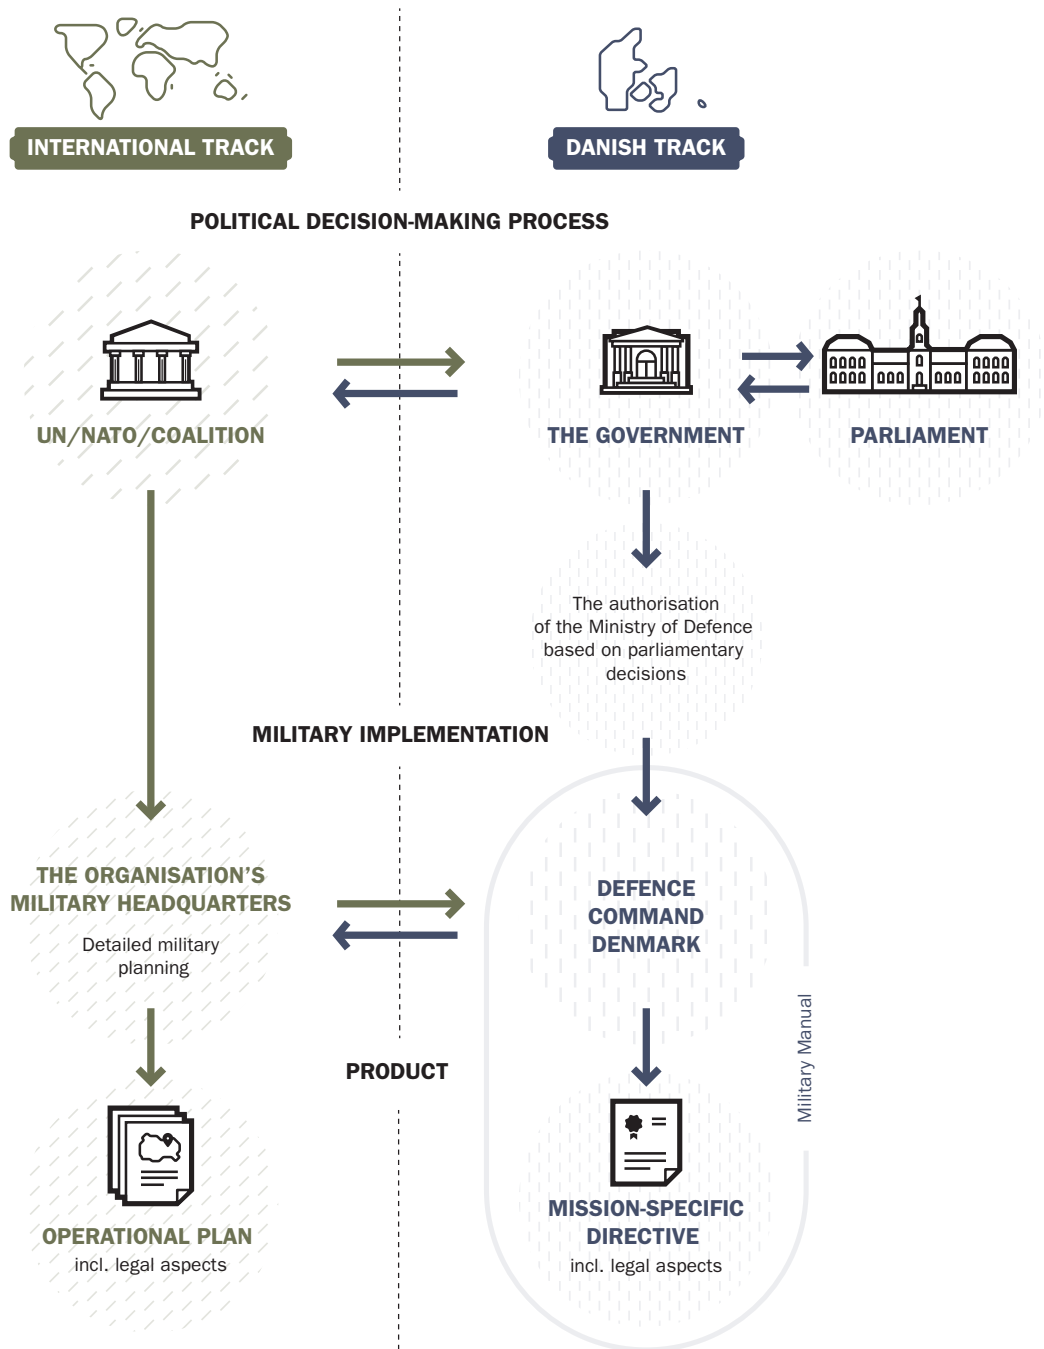 INTERNATIONAL TRACK
DANISH TRACK
POLITICAL DECISION-MAKING PROCESS
UN/NATO/COALITION
THE GOVERNMENT
PARLIAMENT
The authorisation
of the Ministry of Defence
based on parliamentary
decisions
MILITARY IMPLEMENTATION
THE ORGANISATION'S
MILITARY HEADQUARTERS
Detailed military
planning
DEFENCE
COMMAND
DENMARK
Military Manual
PRODUCT
OPERATIONAL PLAN
incl. legal aspects
MISSION-SPECIFIC
DIRECTIVE
incl. legal aspects